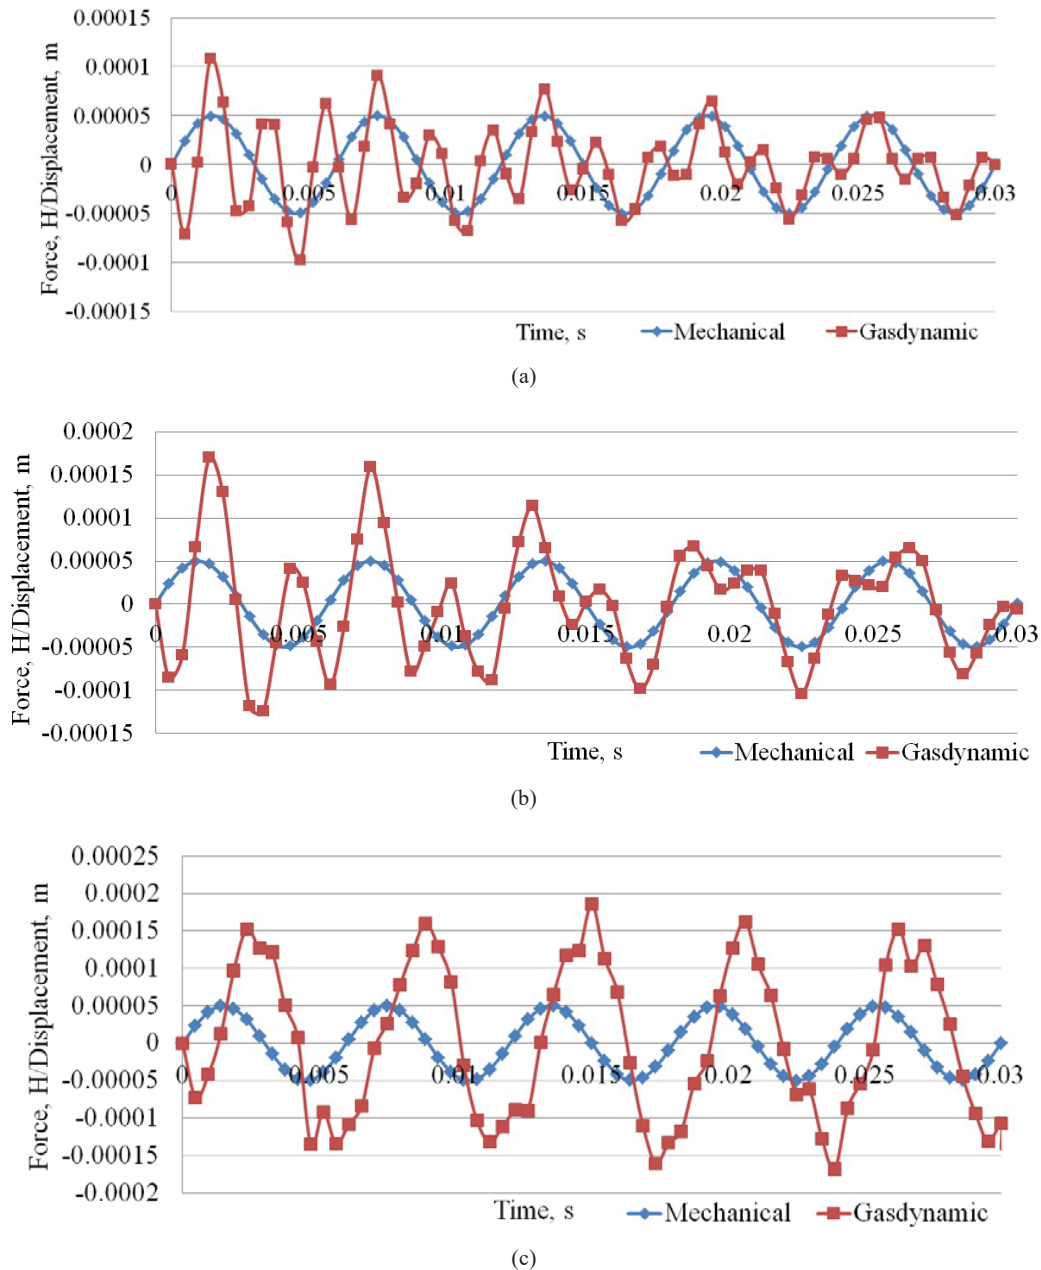 0.00015
0.0001
0.00005
0
-0.00005
-0.0001
-0.00015
Force, H/Displacement, m
0 0.005 0.01 0.015 0.02 0.025 0.03
Time, s Mechanical Gasdynamic
(a)
0.0002
0.00015
0.0001
0.00005
0
-0.00005
-0.0001
-0.00015
Force, H/Displacement, m
0 0.005 0.01 0.015 0.02 0.025 0.03
Time, s Mechanical Gasdynamic
(b)
0.00025
0.0002
0.00015
0.0001
0.00005
0
-0.00005
-0.0001
-0.00015
-0.0002
Force, H/Displacement, m
0 0.005 0.01 0.015 0.02 0.025 0.03
Time, s Mechanical Gasdynamic
(c)